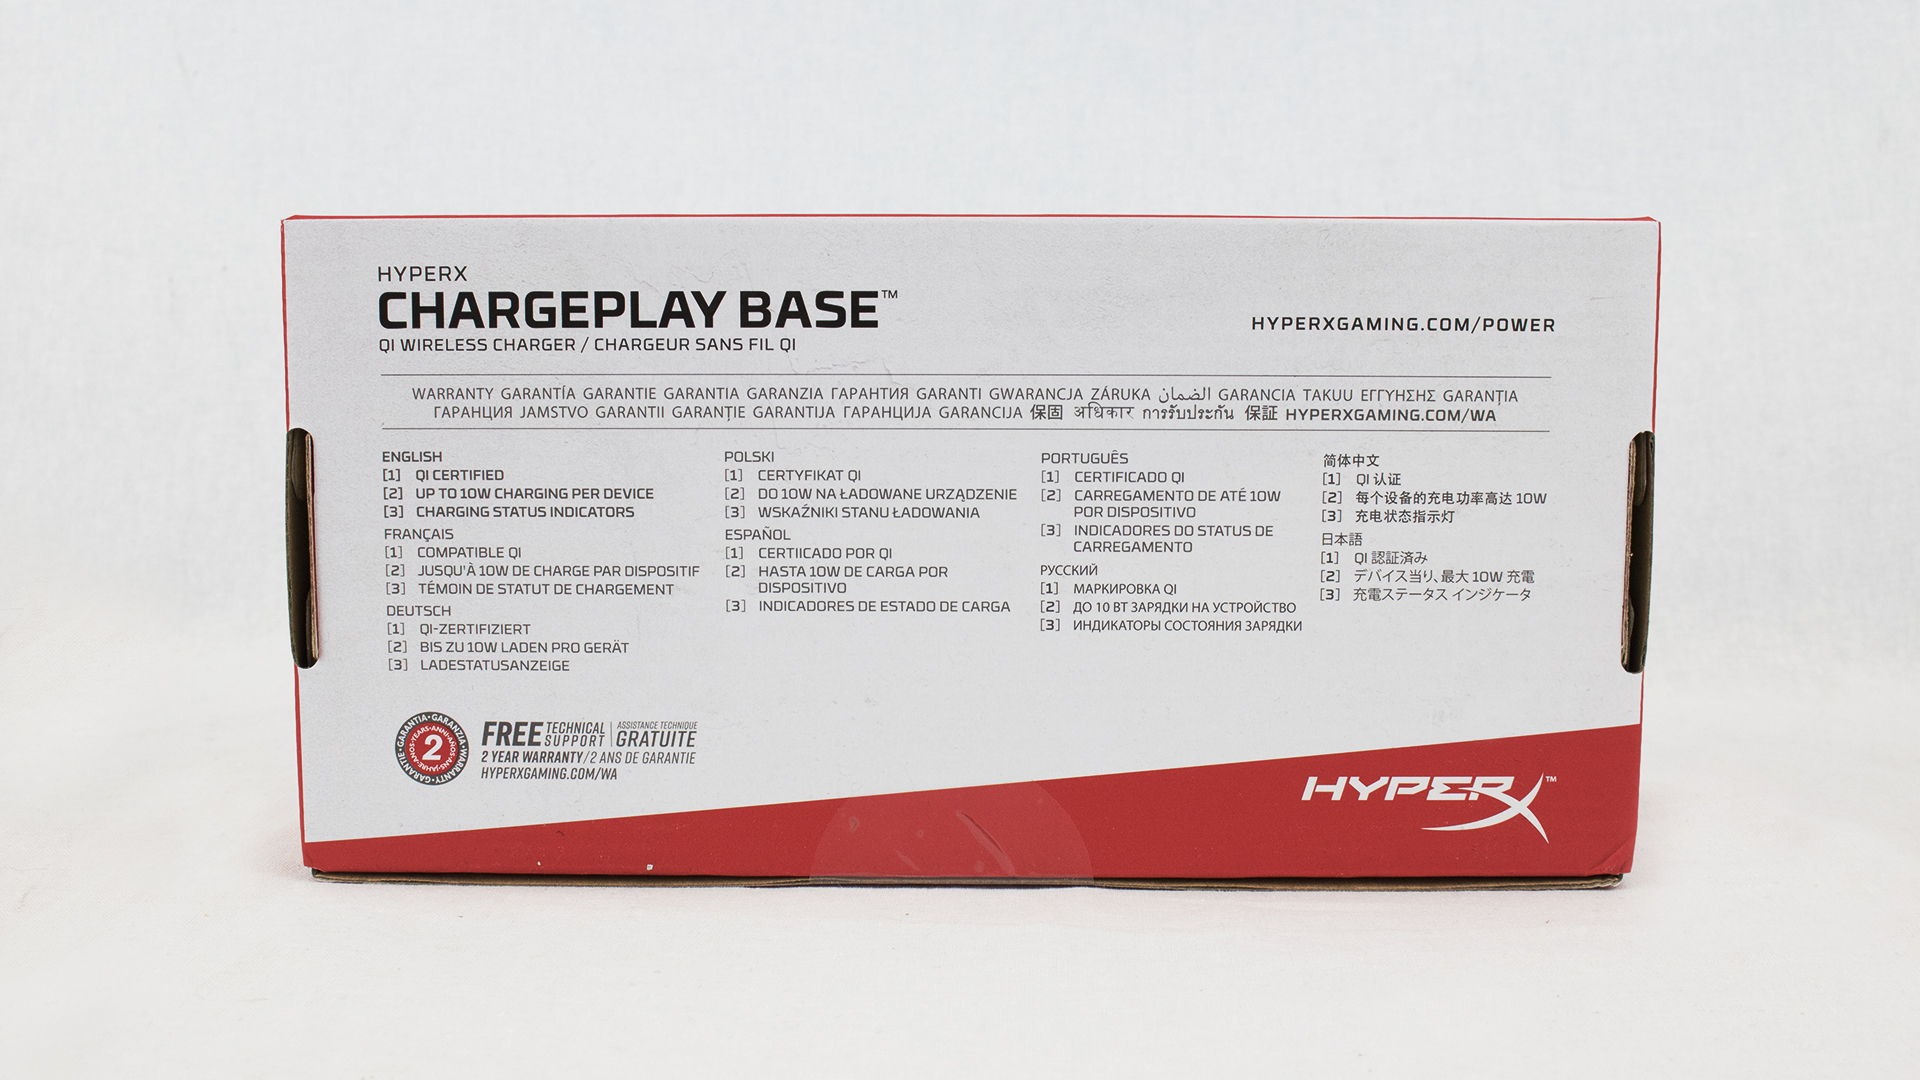 HYPERX
CHARGEPLAY BASE™
QI WIRELESS CHARGER / CHARGEUR SANS FIL QI
HYPERXGAMING.COM/POWER
WARRANTY GARANTÍA GARANTIE GARANTIA GARANZIA ГАРАНТИЯ GARANTI GWARANCJA ZÁRUKA الضمان GARANCIA TAKUU ΕΓΓΥΗΣΗΣ GARANȚIA
ГАРАНЦИЯ JAMSTVO GARANTII GARANȚIE GARANTIJA ГАРАНЦИЈА GARANCIJA 保固 अधिकार การรับประกัน 保証 HYPERXGAMING.COM/WA
ENGLISH
[1] QI CERTIFIED
[2] UP TO 10W CHARGING PER DEVICE
[3] CHARGING STATUS INDICATORS
FRANÇAIS
[1] COMPATIBLE QI
[2] JUSQU'À 10W DE CHARGE PAR DISPOSITIF
[3] TÉMOIN DE STATUT DE CHARGEMENT
DEUTSCH
[1] QI-ZERTIFIZIERT
[2] BIS ZU 10W LADEN PRO GERÄT
[3] LADESTATUSANZEIGE
POLSKI
[1] CERTYFIKAT QI
[2] DO 10W NA ŁADOWANE URZĄDZENIE
[3] WSKAŹNIKI STANU ŁADOWANIA
ESPAÑOL
[1] CERTIICADO POR QI
[2] HASTA 10W DE CARGA POR
DISPOSITIVO
[3] INDICADORES DE ESTADO DE CARGA
PORTUGUÊS
[1] CERTIFICADO QI
[2] CARREGAMENTO DE ATÉ 10W
POR DISPOSITIVO
[3] INDICADORES DO STATUS DE
CARREGAMENTO
РУССКИЙ
[1] МАРКИРОВКА QI
[2] ДО 10 ВТ ЗАРЯДКИ НА УСТРОЙСТВО
[3] ИНДИКАТОРЫ СОСТОЯНИЯ ЗАРЯДКИ
简体中文
[1] QI 认证
[2] 每个设备的充电功率高达 10W
[3] 充电状态指示灯
日本語
[1] QI 認証済み
[2] デバイス当り、最大 10W 充電
[3] 充電ステータス インジケータ
GARANTIA•GARANZIA•WARRANTY•GARANTIE•
2
FREE TECHNICAL SUPPORT | ASSISTANCE TECHNIQUE GRATUITE
2 YEAR WARRANTY/2 ANS DE GARANTIE
HYPERXGAMING.COM/WA
HYPERX™